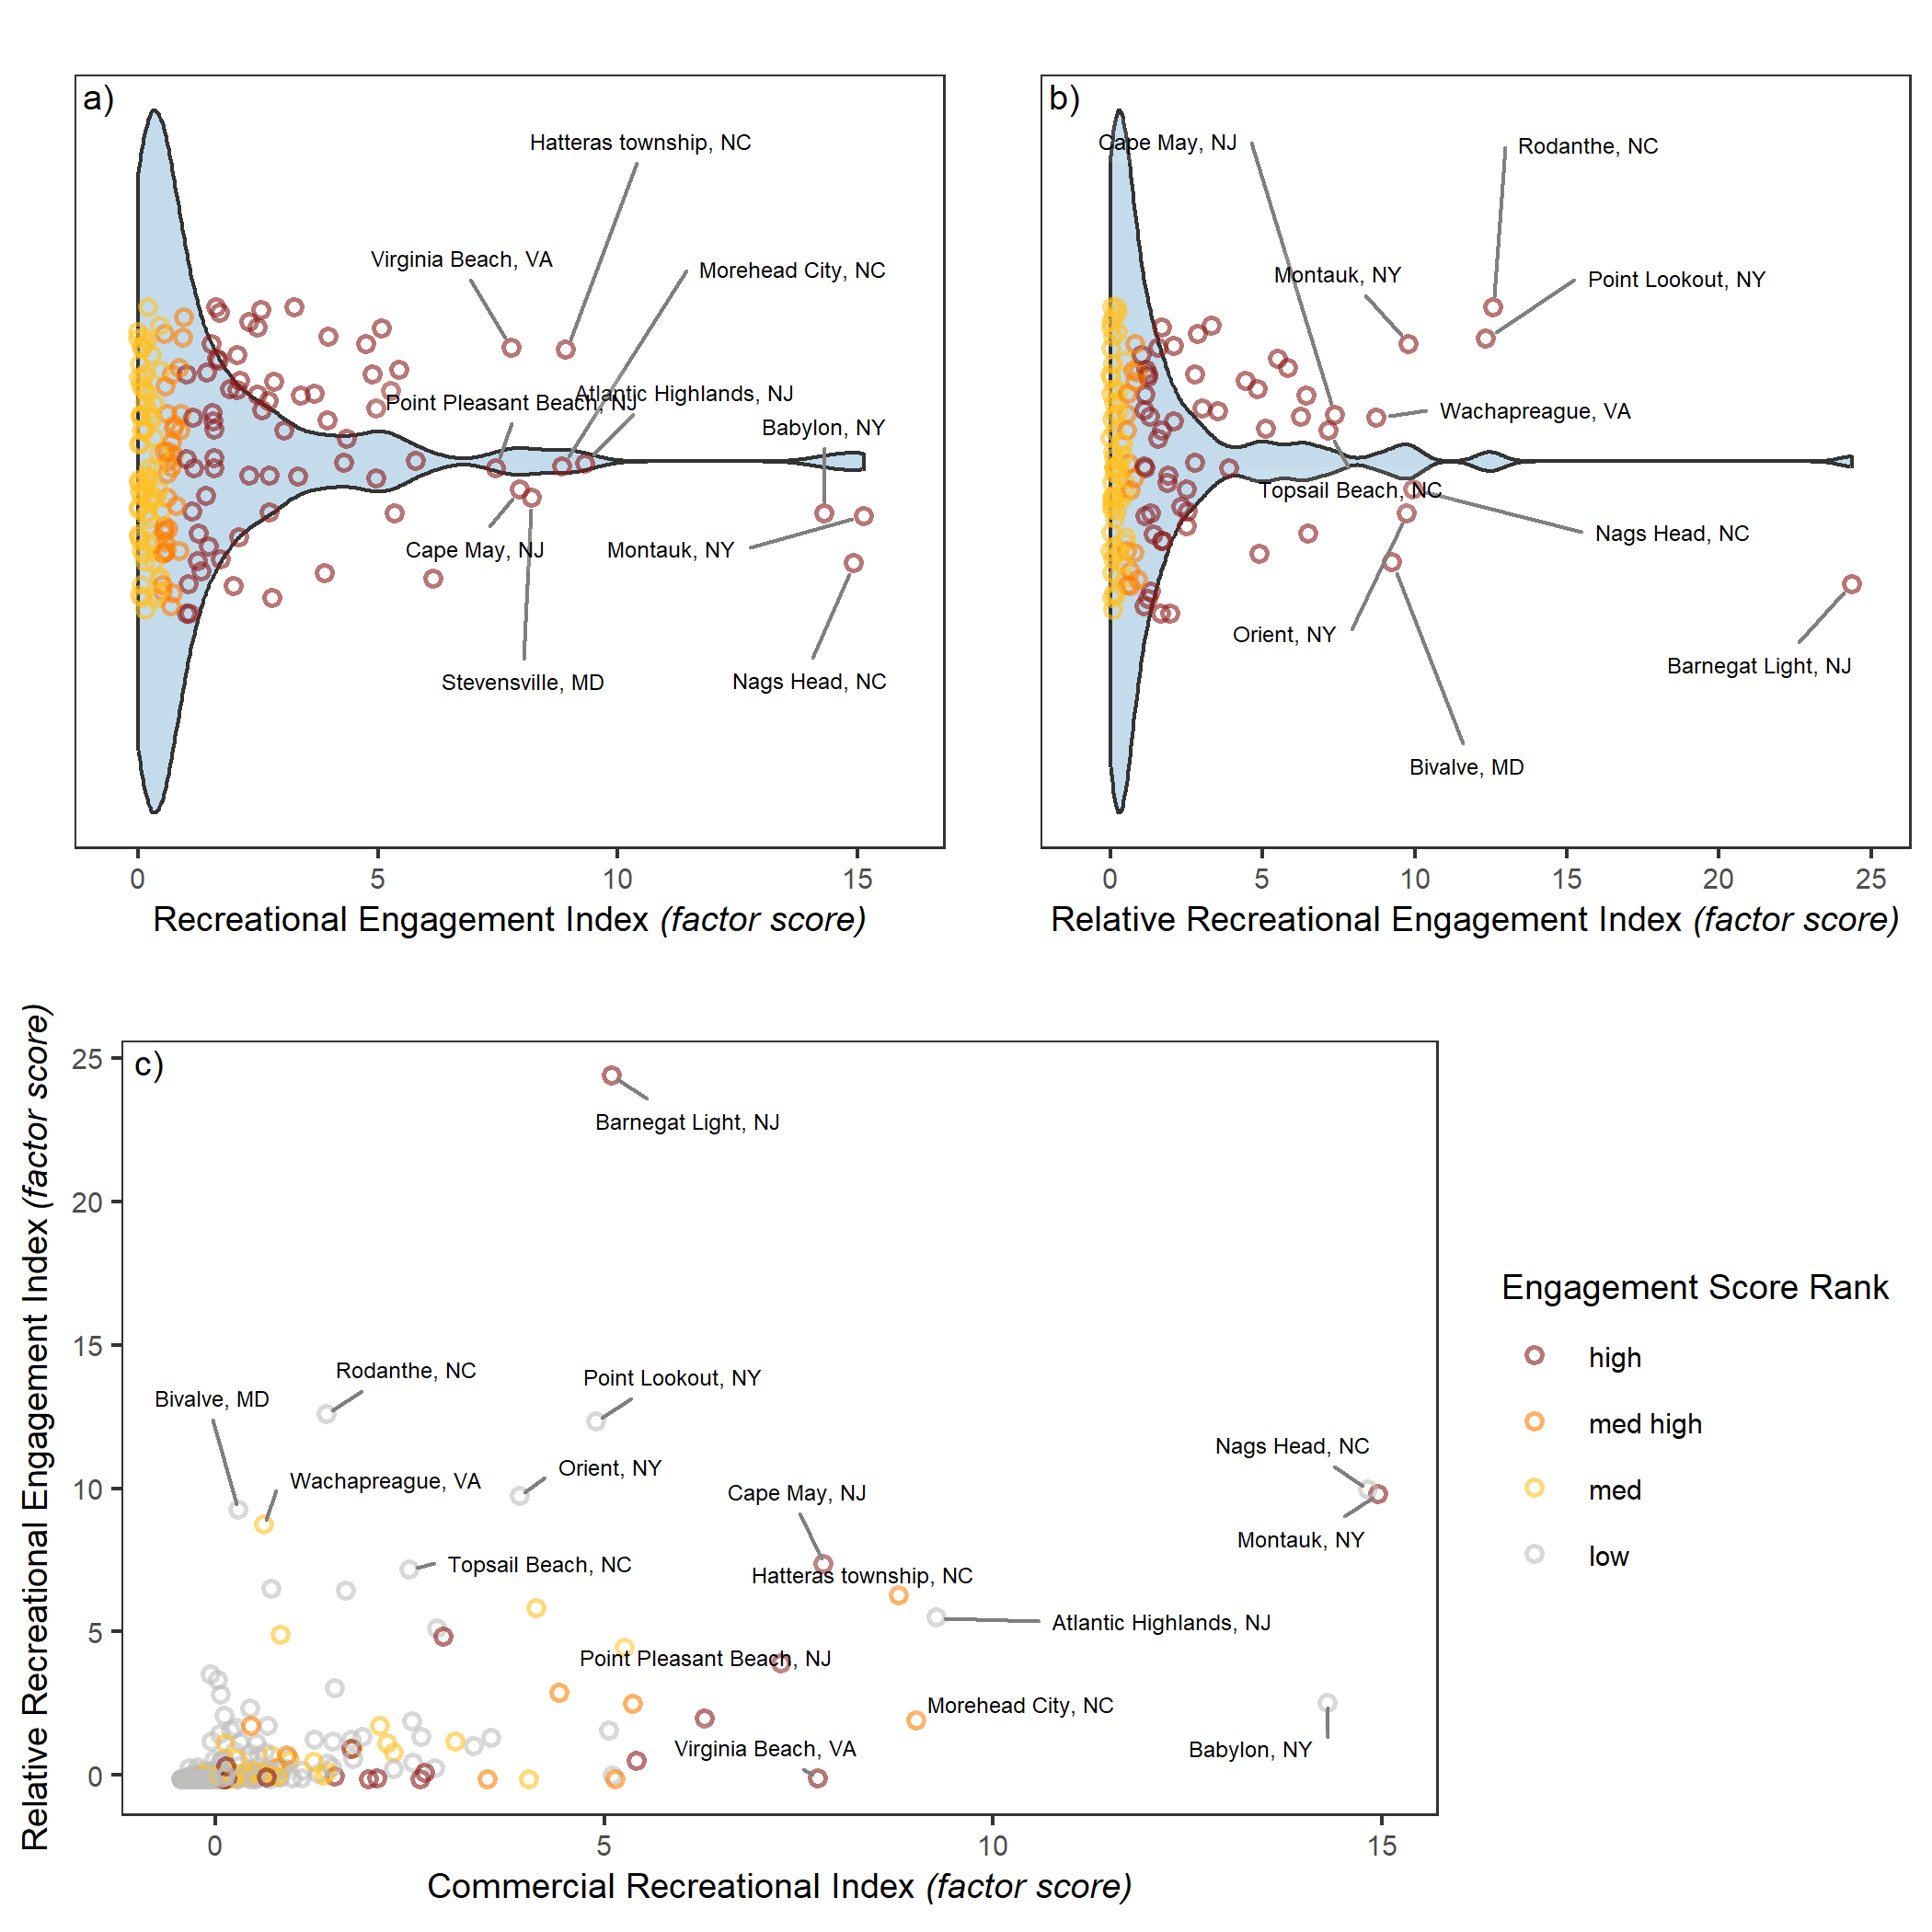 a)
Hatteras township, NC
Virginia Beach, VA
Morehead City, NC
Atlantic Highlands, NJ
Point Pleasant Beach, NJ
Babylon, NY
Cape May, NJ
Montauk, NY
Stevensville, MD
Nags Head, NC
0 5 10 15
Recreational Engagement Index (factor score)
b)
Cape May, NJ
Rodanthe, NC
Montauk, NY
Point Lookout, NY
Wachapreague, VA
Topsail Beach, NC
Nags Head, NC
Orient, NY
Barnegat Light, NJ
Bivalve, MD
0 5 10 15 20 25
Relative Recreational Engagement Index (factor score)
c)
Relative Recreational Engagement Index (factor score)
25
20
15
10
5
0
Barnegat Light, NJ
Rodanthe, NC
Point Lookout, NY
Bivalve, MD
Nags Head, NC
Orient, NY
Wachapreague, VA
Cape May, NJ
Montauk, NY
Topsail Beach, NC
Hatteras township, NC
Atlantic Highlands, NJ
Point Pleasant Beach, NJ
Morehead City, NC
Virginia Beach, VA
Babylon, NY
0 5 10 15
Commercial Recreational Index (factor score)
Engagement Score Rank
high
med high
med
low